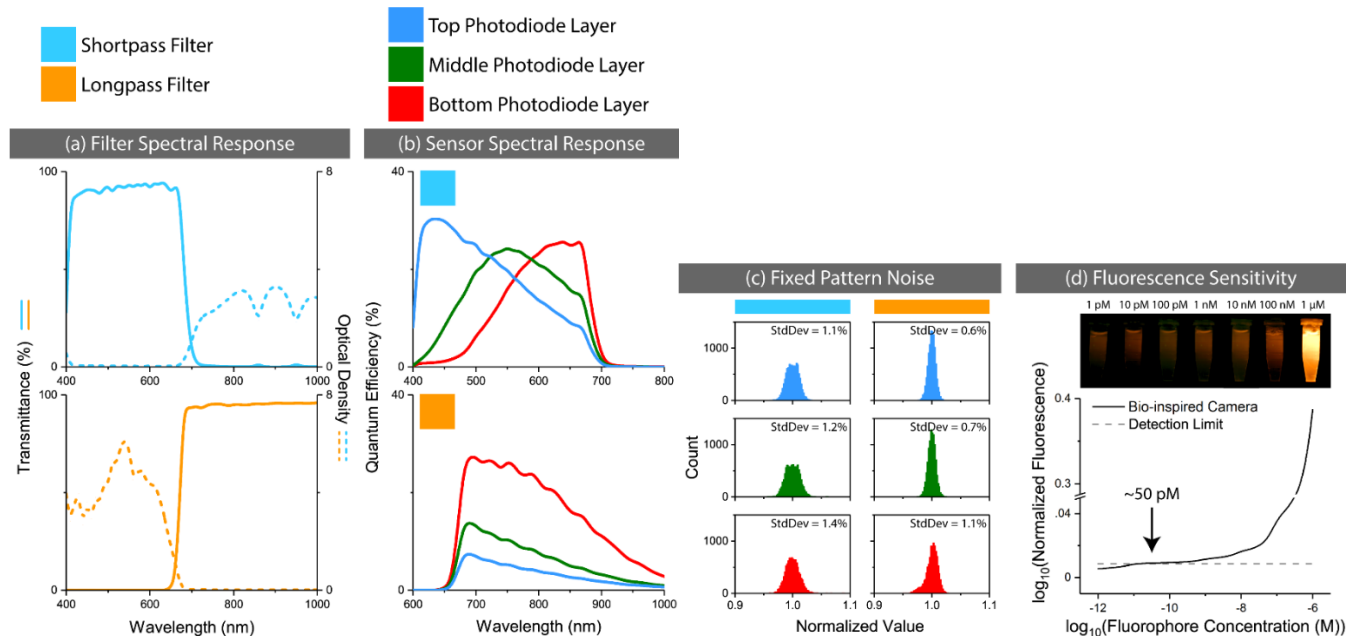 Shortpass Filter
Longpass Filter
Top Photodiode Layer
Middle Photodiode Layer
Bottom Photodiode Layer
(a) Filter Spectral Response
100
8
0
0
400 600 800 1000
100
8
0
0
400 600 800 1000
Transmittance (%)
Optical Density
Wavelength (nm)
(b) Sensor Spectral Response
40
0
400 500 600 700 800
40
0
600 700 800 900 1000
Quantum Efficiency (%)
Wavelength (nm)
(c) Fixed Pattern Noise
StdDev = 1.1%
StdDev = 0.6%
1000
0
StdDev = 1.2%
StdDev = 0.7%
1000
0
StdDev = 1.4%
StdDev = 1.1%
1000
0
0.9 1.0 1.1
0.9 1.0 1.1
Count
Normalized Value
(d) Fluorescence Sensitivity
1 pM 10 pM 100 pM 1 nM 10 nM 100 nM 1 µM
0.4
Bio-inspired Camera
Detection Limit
0.3
~50 pM
.04
0
-12 -10 -8 -6
log10(Normalized Fluorescence)
log10(Fluorophore Concentration (M))